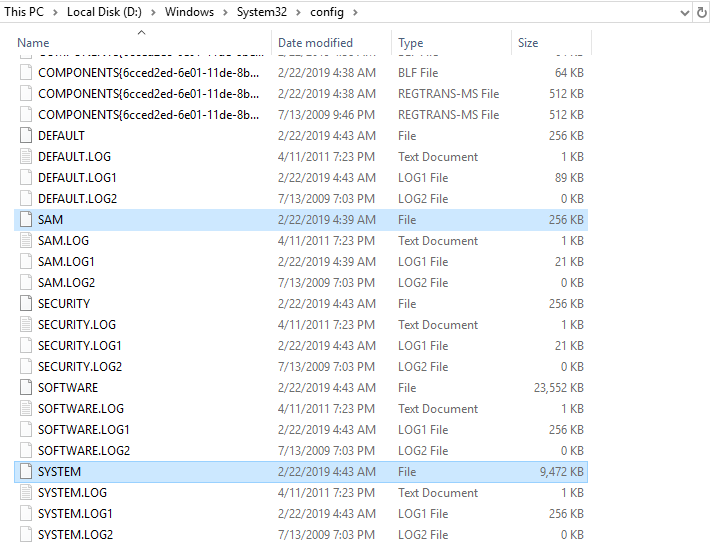 This PC > Local Disk (D:) > Windows > System32 > config >
Name Date modified Type Size
COMPONENTS{6cced2ed-6e01-11de-8b... 2/22/2019 4:38 AM BLF File 64 KB
COMPONENTS{6cced2ed-6e01-11de-8b... 2/22/2019 4:38 AM REGTRANS-MS File 512 KB
COMPONENTS{6cced2ed-6e01-11de-8b... 7/13/2009 9:46 PM REGTRANS-MS File 512 KB
DEFAULT 2/22/2019 4:43 AM File 256 KB
DEFAULT.LOG 4/11/2011 7:23 PM Text Document 1 KB
DEFAULT.LOG1 2/22/2019 4:43 AM LOG1 File 89 KB
DEFAULT.LOG2 7/13/2009 7:03 PM LOG2 File 0 KB
SAM 2/22/2019 4:39 AM File 256 KB
SAM.LOG 4/11/2011 7:23 PM Text Document 1 KB
SAM.LOG1 2/22/2019 4:39 AM LOG1 File 21 KB
SAM.LOG2 7/13/2009 7:03 PM LOG2 File 0 KB
SECURITY 2/22/2019 4:43 AM File 256 KB
SECURITY.LOG 4/11/2011 7:23 PM Text Document 1 KB
SECURITY.LOG1 2/22/2019 4:43 AM LOG1 File 21 KB
SECURITY.LOG2 7/13/2009 7:03 PM LOG2 File 0 KB
SOFTWARE 2/22/2019 4:43 AM File 23,552 KB
SOFTWARE.LOG 4/11/2011 7:23 PM Text Document 1 KB
SOFTWARE.LOG1 2/22/2019 4:43 AM LOG1 File 256 KB
SOFTWARE.LOG2 7/13/2009 7:03 PM LOG2 File 0 KB
SYSTEM 2/22/2019 4:43 AM File 9,472 KB
SYSTEM.LOG 4/11/2011 7:23 PM Text Document 1 KB
SYSTEM.LOG1 2/22/2019 4:43 AM LOG1 File 256 KB
SYSTEM.LOG2 7/13/2009 7:03 PM LOG2 File 0 KB